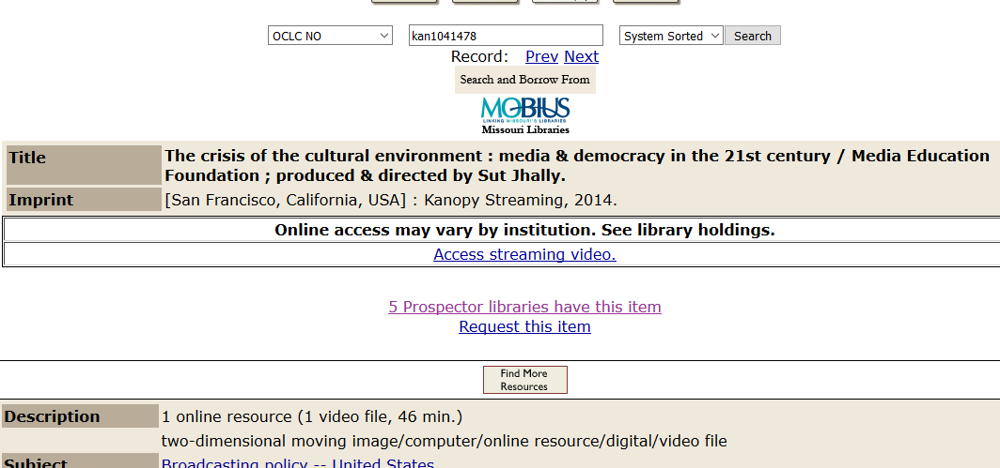 OCLC NO kan1041478 System Sorted Search
Record: Prev Next
Search and Borrow From
MOBIUS
LINKING MISSOURI'S LIBRARIES
Missouri Libraries
Title The crisis of the cultural environment : media & democracy in the 21st century / Media Education
Foundation ; produced & directed by Sut Jhally.
Imprint [San Francisco, California, USA] : Kanopy Streaming, 2014.
Online access may vary by institution. See library holdings.
Access streaming video.
5 Prospector libraries have this item
Request this item
Find More
Resources
Description 1 online resource (1 video file, 46 min.)
two-dimensional moving image/computer/online resource/digital/video file
Subject Broadcasting policy -- United States